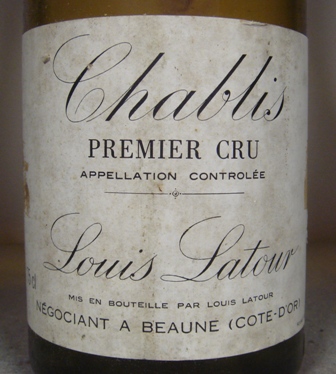 Chablis
PREMIER CRU
APPELLATION CONTROLÉE
Louis Latour
MIS EN BOUTEILLE PAR LOUIS LATOUR
NÉGOCIANT A BEAUNE (COTE-D'OR)